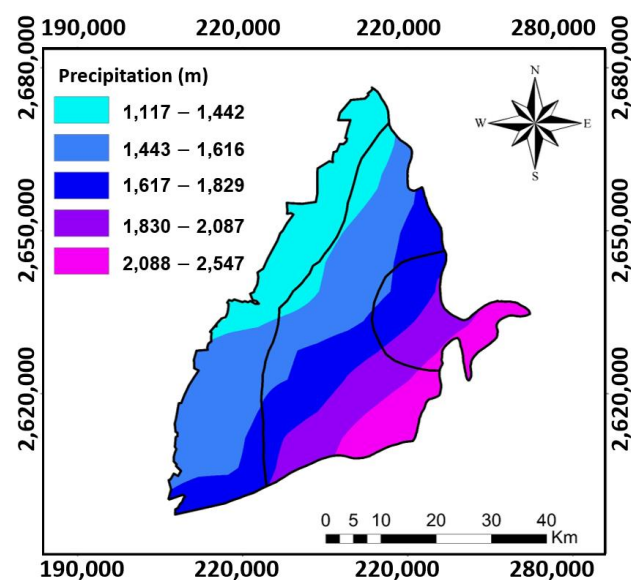 190,000 220,000 220,000 280,000
2,680,000
2,650,000
2,620,000
Precipitation (m)
1,117 – 1,442
1,443 – 1,616
1,617 – 1,829
1,830 – 2,087
2,088 – 2,547
N
W E
S
2,680,000
2,650,000
2,620,000
0 5 10 20 30 40
Km
190,000 220,000 220,000 280,000